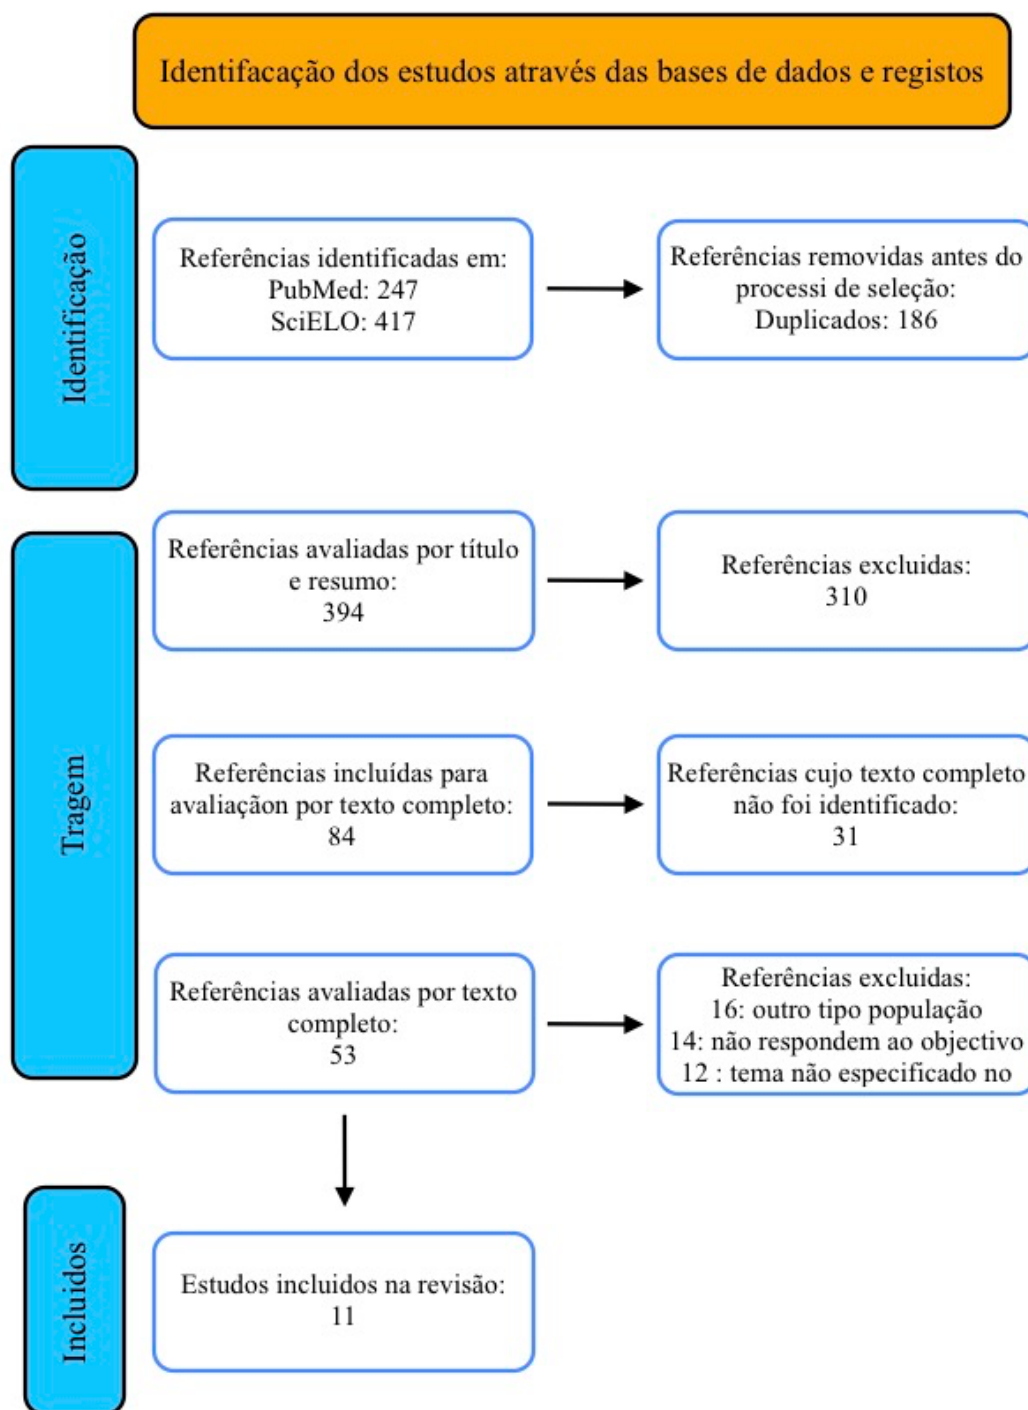 Identifacação dos estudos através das bases de dados e registos
Identificação
Referências identificadas em:
PubMed: 247
SciELO: 417
Referências removidas antes do
processi de seleção:
Duplicados: 186
Tragem
Referências avaliadas por título
e resumo:
394
Referências excluidas:
310
Referências incluídas para
avaliaçãon por texto completo:
84
Referências cujo texto completo
não foi identificado:
31
Referências avaliadas por texto
completo:
53
Referências excluidas:
16: outro tipo população
14: não respondem ao objectivo
12 : tema não especificado no
Incluidos
Estudos incluidos na revisão:
11